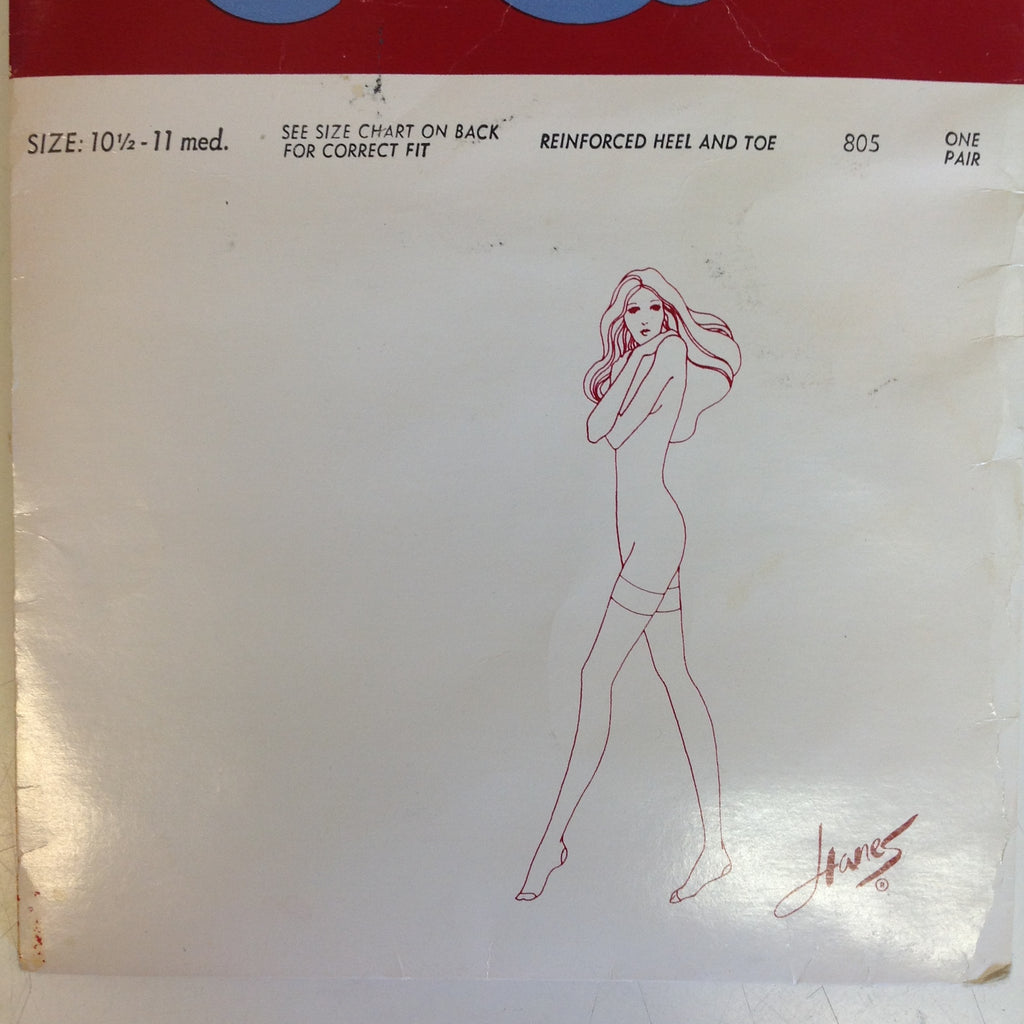 SIZE: 10½ - 11 med.
SEE SIZE CHART ON BACK
FOR CORRECT FIT
REINFORCED HEEL AND TOE
805
ONE
PAIR
Hanes
®